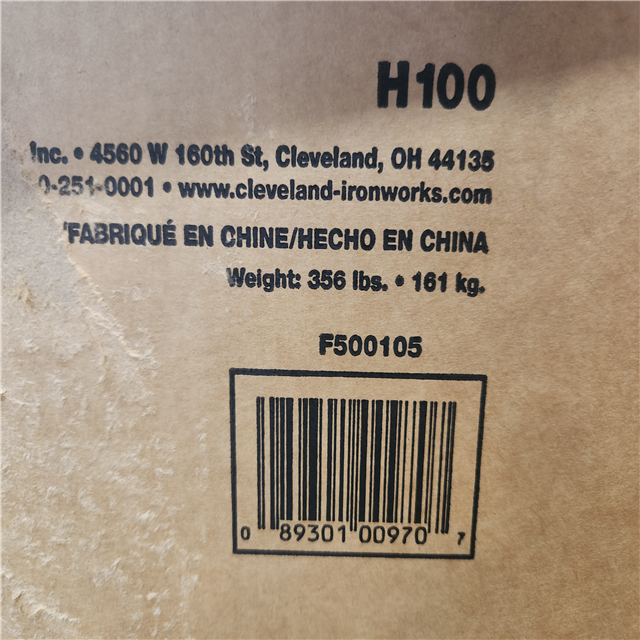 H100
Inc. • 4560 W 160th St, Cleveland, OH 44135
0-251-0001 • www.cleveland-ironworks.com
FABRIQUÉ EN CHINE/HECHO EN CHINA
Weight: 356 lbs. • 161 kg.
F500105
0 89301 00970 7